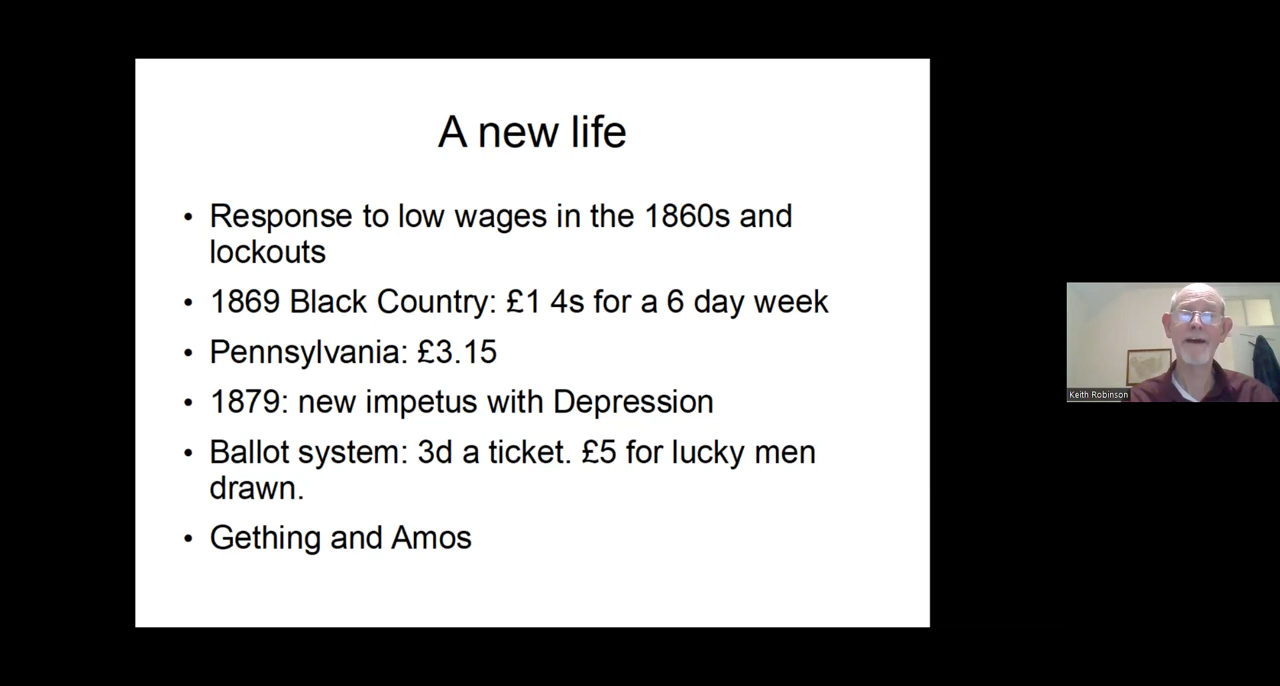 A new life
• Response to low wages in the 1860s and
lockouts
• 1869 Black Country: £1 4s for a 6 day week
• Pennsylvania: £3.15
• 1879: new impetus with Depression
• Ballot system: 3d a ticket. £5 for lucky men
drawn.
• Gething and Amos
Keith Robinson